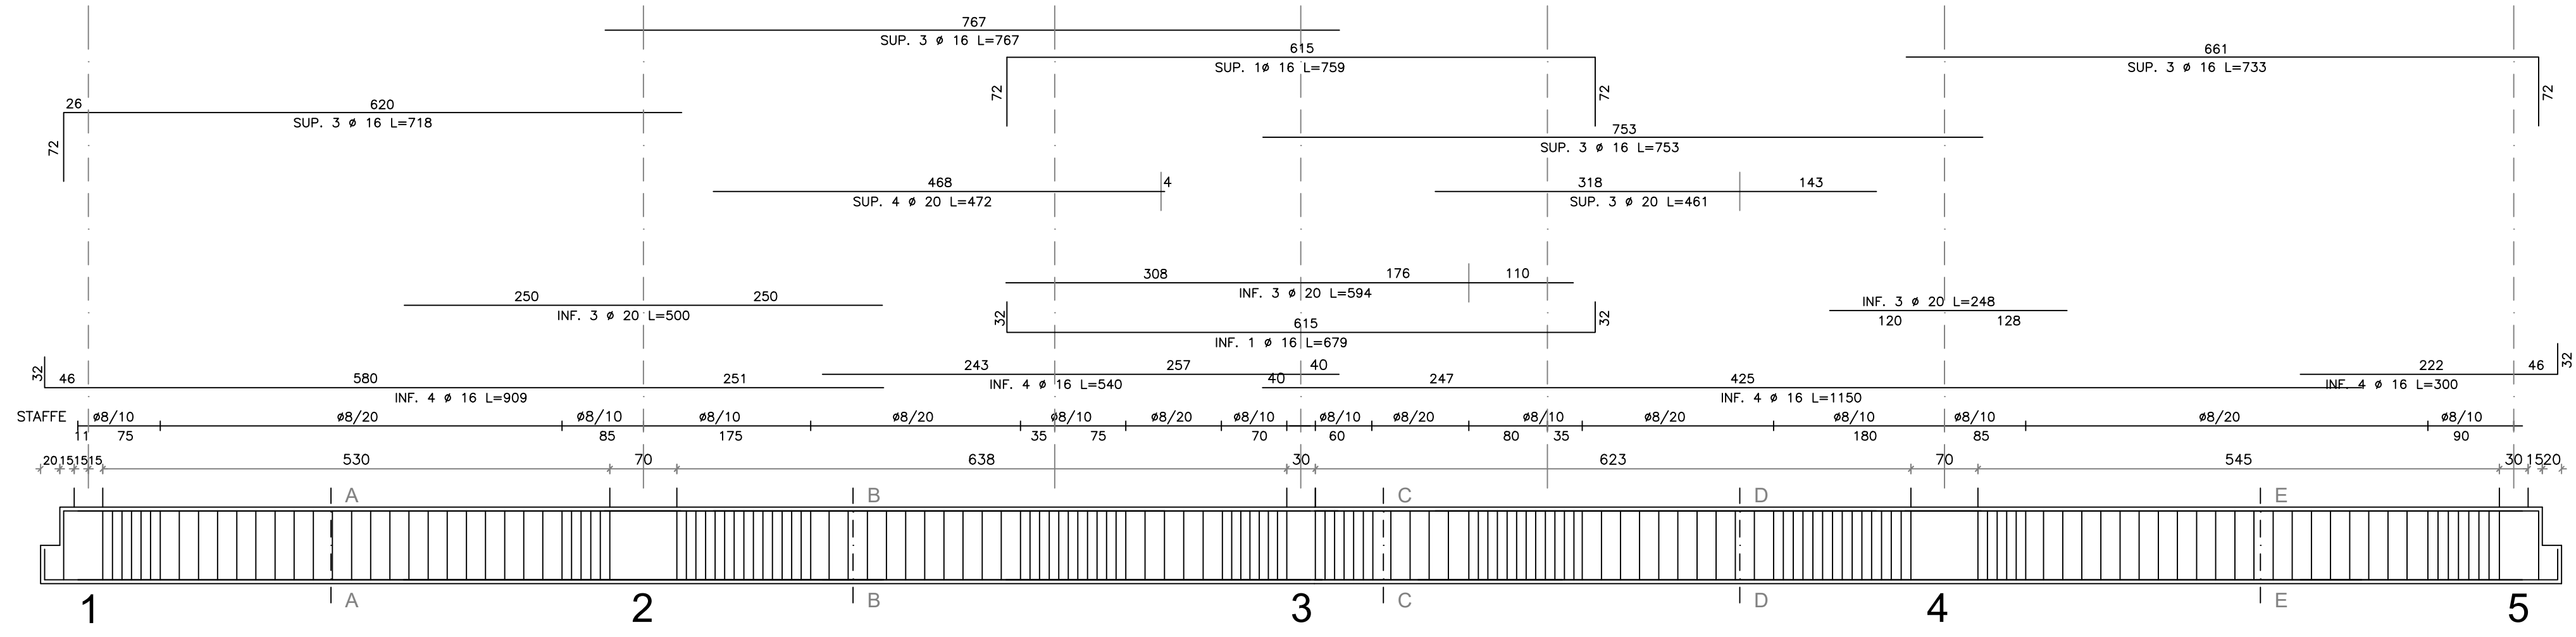 767
SUP. 3 ø 16 L=767
615
SUP. 1ø 16 L=759
72
72
661
SUP. 3 ø 16 L=733
72
26 620
SUP. 3 ø 16 L=718
72
753
SUP. 3 ø 16 L=753
468 4
SUP. 4 ø 20 L=472
318 143
SUP. 3 ø 20 L=461
308 176 110
INF. 3 ø 20 L=594
250 250
INF. 3 ø 20 L=500
INF. 3 ø 20 L=248
120 128
32 615 32
INF. 1 ø 16 L=679
243 257 40
INF. 4 ø 16 L=540
222 46 32
INF. 4 ø 16 L=300
32 46 580 251
INF. 4 ø 16 L=909
40 247 425
INF. 4 ø 16 L=1150
STAFFE ø8/10 ø8/20 ø8/10 ø8/10 ø8/20 ø8/10 ø8/20 ø8/10 ø8/10 ø8/20 ø8/10 ø8/20 ø8/10 ø8/10 ø8/20 ø8/10
11 75 85 175 35 75 70 60 80 35 180 85 90
20 15 15 15 530 70 638 30 623 70 545 30 15 20
A B C D E
A B C D E
1 2 3 4 5